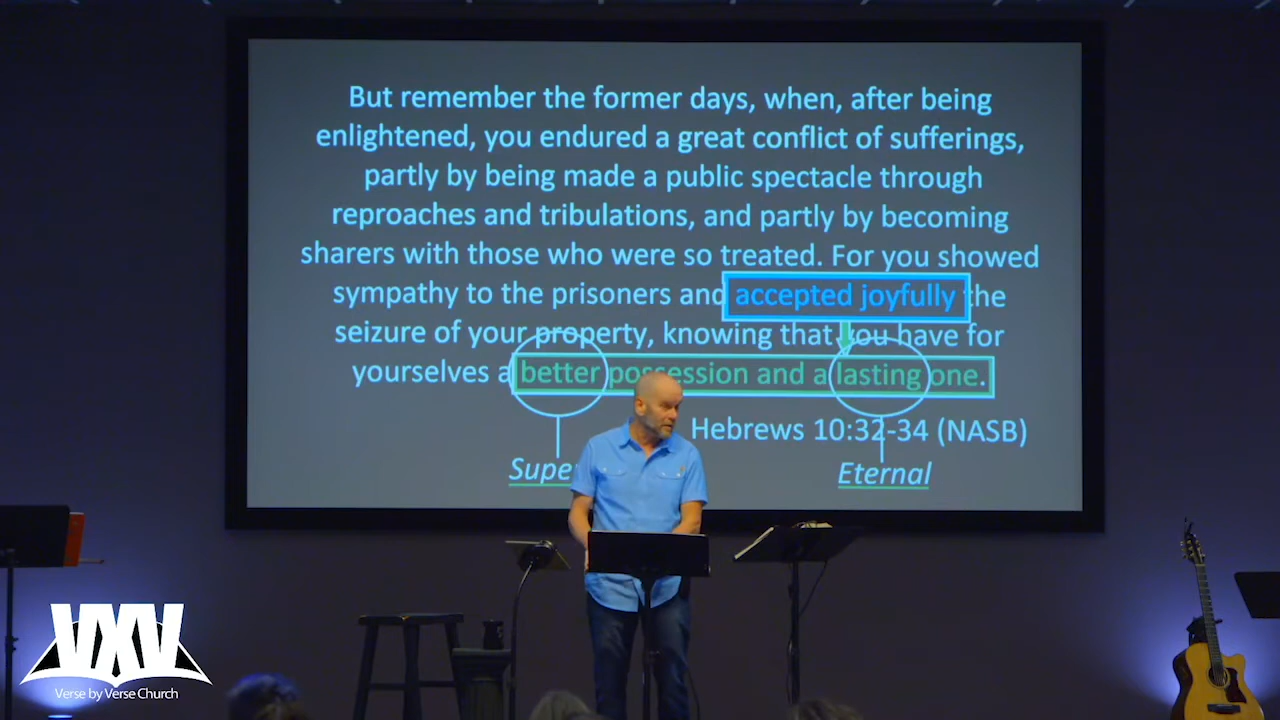 But remember the former days, when, after being
enlightened, you endured a great conflict of sufferings,
partly by being made a public spectacle through
reproaches and tribulations, and partly by becoming
sharers with those who were so treated. For you showed
sympathy to the prisoners and accepted joyfully the
seizure of your property, knowing that you have for
yourselves a better possession and a lasting one.
Hebrews 10:32-34 (NASB)
Eternal
VXV
Verse by Verse Church